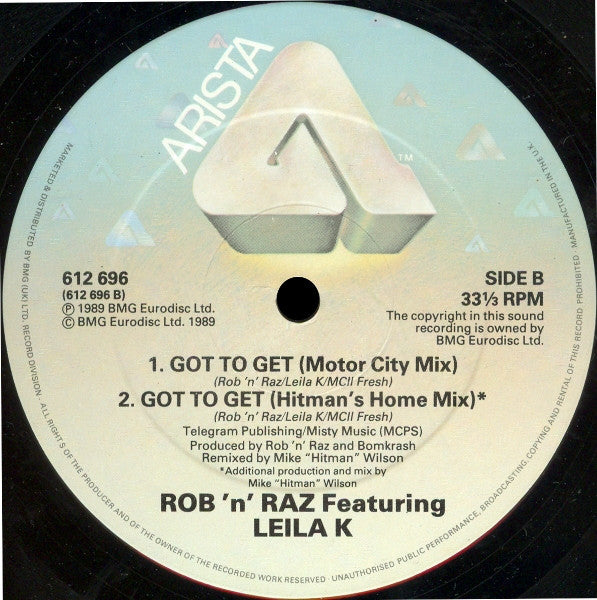 ARISTA
TM
612 696
(612 696 B)
Ⓟ 1989 BMG Eurodisc Ltd.
© BMG Eurodisc Ltd. 1989
SIDE B
33⅓ RPM
The copyright in this sound
recording is owned by
BMG Eurodisc Ltd.
1. GOT TO GET (Motor City Mix)
(Rob 'n' Raz/Leila K/MCII Fresh)
2. GOT TO GET (Hitman's Home Mix)*
(Rob 'n' Raz/Leila K/MCII Fresh)
Telegram Publishing/Misty Music (MCPS)
Produced by Rob 'n' Raz and Bomkrash
Remixed by Mike "Hitman" Wilson
*Additional production and mix by
Mike "Hitman" Wilson
ROB 'n' RAZ Featuring
LEILA K
MARKETED & DISTRIBUTED BY BMG (UK) LTD. RECORD DIVISION. ALL RIGHTS OF THE PRODUCER AND OF THE OWNER OF THE RECORDED WORK RESERVED · UNAUTHORISED PUBLIC PERFORMANCE, BROADCASTING, COPYING AND RENTAL OF THIS RECORD PROHIBITED · MANUFACTURED IN THE U.K.